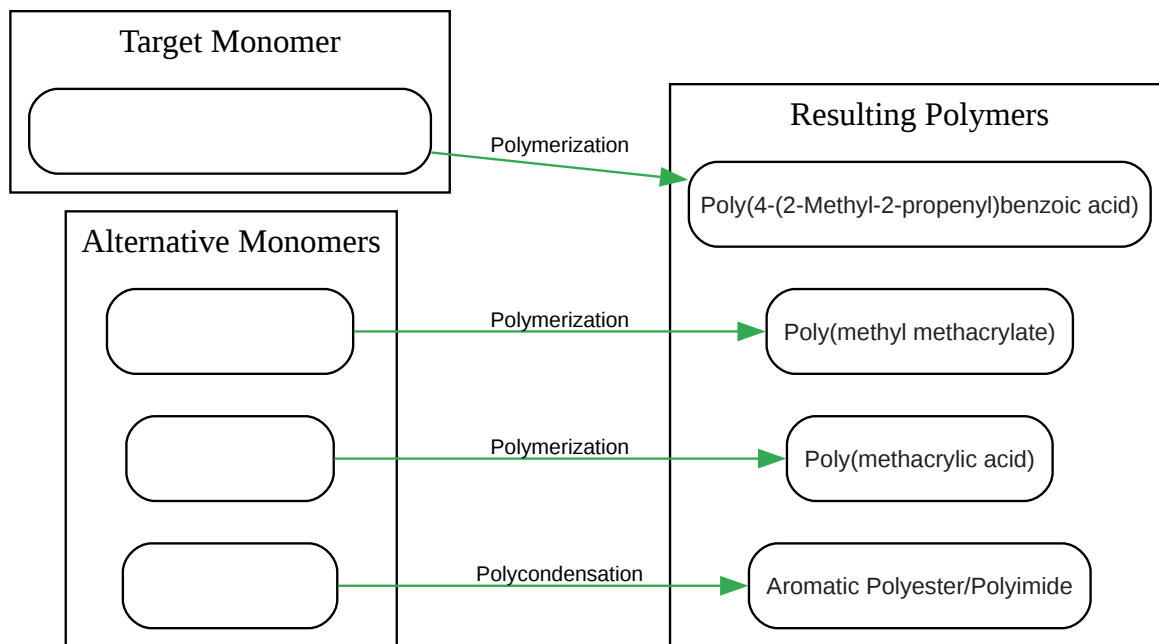 Target Monomer
Polymerization
Resulting Polymers
Poly(4-(2-Methyl-2-propenyl)benzoic acid)
Alternative Monomers
Polymerization
Poly(methyl methacrylate)
Polymerization
Poly(methacrylic acid)
Polycondensation
Aromatic Polyester/Polyimide